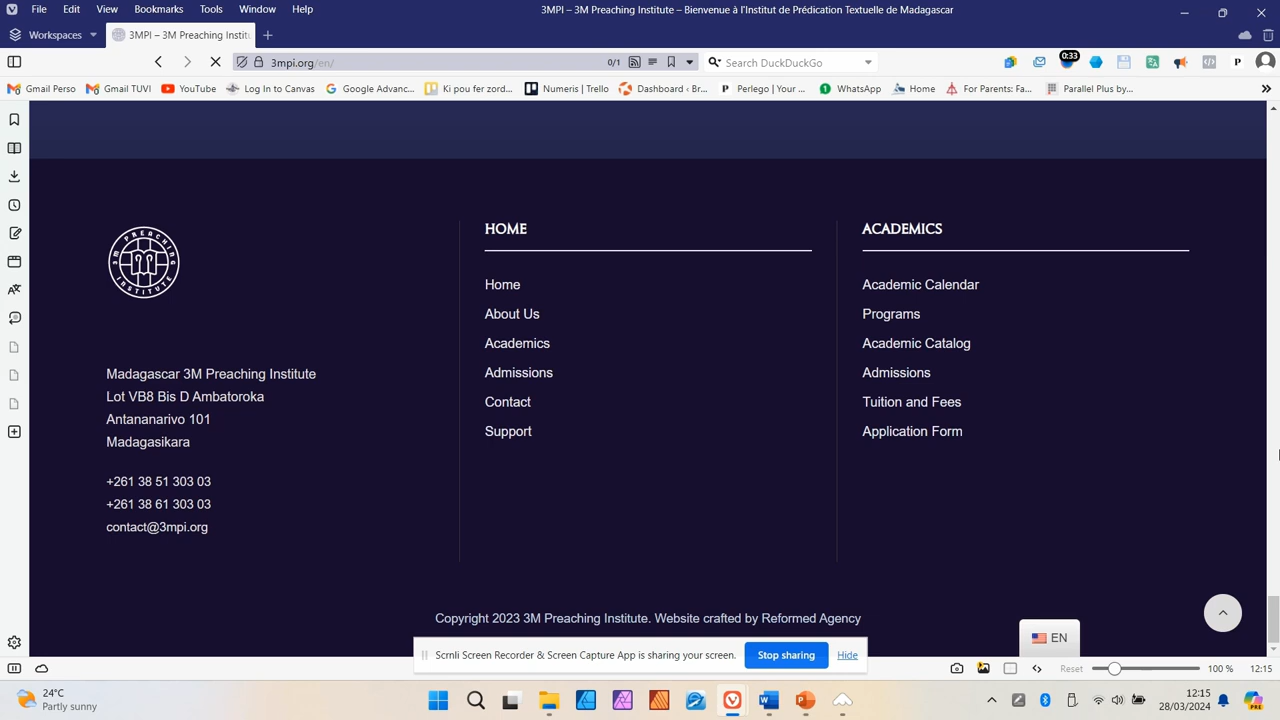 File Edit View Bookmarks Tools Window Help
3MPI – 3M Preaching Institute – Bienvenue à l'Institut de Prédication Textuelle de Madagascar
Workspaces
3MPI – 3M Preaching Institu
3mpi.org/en/
0/1
Search DuckDuckGo
0:33
Gmail Perso
Gmail TUVI
YouTube
Log In to Canvas
Google Advanc...
Ki pou fer zord...
Numeris | Trello
Dashboard ‹ Br...
Perlego | Your ...
WhatsApp
Home
For Parents: Fa...
Parallel Plus by...
3M PREACHING INSTITUTE
Madagascar 3M Preaching Institute
Lot VB8 Bis D Ambatoroka
Antananarivo 101
Madagasikara
+261 38 51 303 03
+261 38 61 303 03
contact@3mpi.org
HOME
Home
About Us
Academics
Admissions
Contact
Support
ACADEMICS
Academic Calendar
Programs
Academic Catalog
Admissions
Tuition and Fees
Application Form
Copyright 2023 3M Preaching Institute. Website crafted by Reformed Agency
EN
Scrnli Screen Recorder & Screen Capture App is sharing your screen.
Stop sharing
Hide
Reset
100 %
12:15
24°C
Partly sunny
12:15
28/03/2024